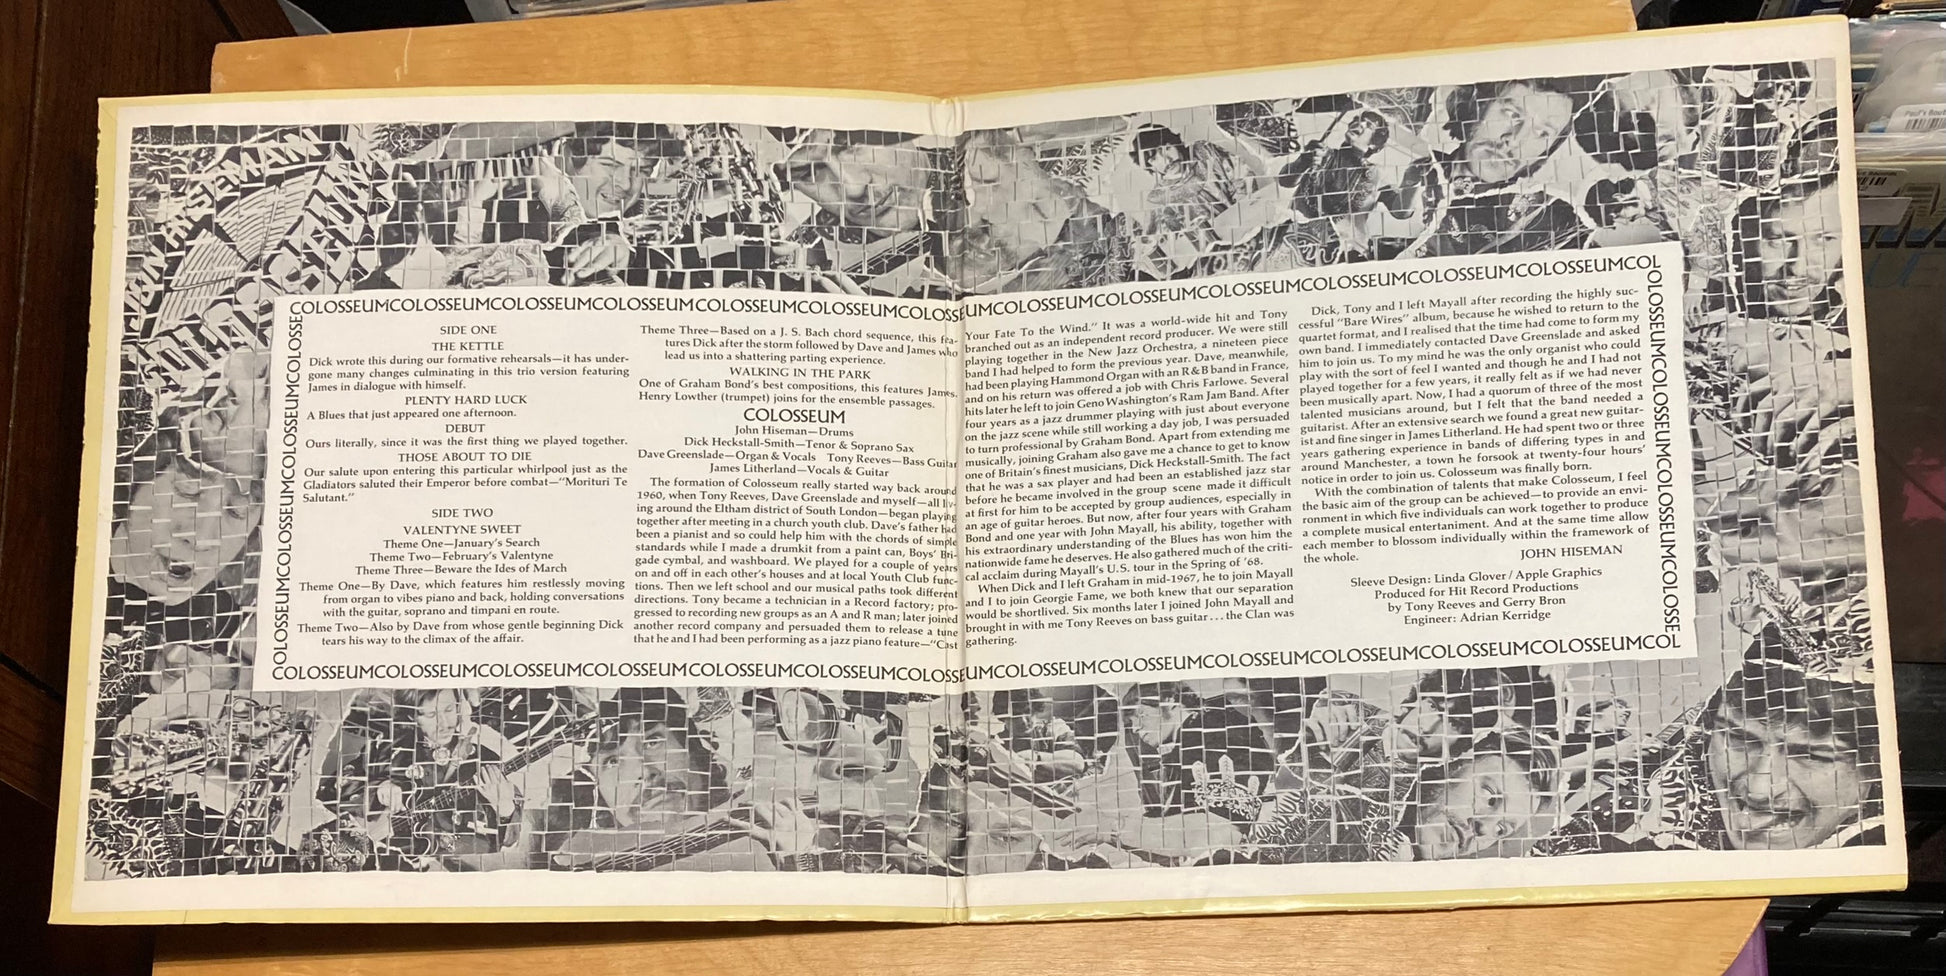 JOHN HISEMAN
COLOSSEUMCOLOSSEUMCOLOSSEUMCOLOSSEUMCOLOSSEUMCOLOSSEUMCOLOSSEUMCOLOSSEUMCOLOSSEUMCOLOSSEUMCOLOSSEUMCOLOSSEUMCOL
SIDE ONE
THE KETTLE
Dick wrote this during our formative rehearsals—it has under-
gone many changes culminating in this trio version featuring
James in dialogue with himself.
PLENTY HARD LUCK
A Blues that just appeared one afternoon.
DEBUT
Ours literally, since it was the first thing we played together.
THOSE ABOUT TO DIE
Our salute upon entering this particular whirlpool just as the
Gladiators saluted their Emperor before combat—“Morituri Te
Salutant.”
SIDE TWO
VALENTYNE SWEET
Theme One—January's Search
Theme Two—February's Valentyne
Theme Three—Beware the Ides of March
Theme One—By Dave, which features him restlessly moving
from organ to vibes piano and back, holding conversations
with the guitar, soprano and timpani en route.
Theme Two—Also by Dave from whose gentle beginning Dick
tears his way to the climax of the affair.
Theme Three—Based on a J. S. Bach chord sequence, this fea-
tures Dick after the storm followed by Dave and James who
lead us into a shattering parting experience.
WALKING IN THE PARK
One of Graham Bond's best compositions, this features James.
Henry Lowther (trumpet) joins for the ensemble passages.
COLOSSEUM
John Hiseman—Drums
Dick Heckstall-Smith—Tenor & Soprano Sax
Dave Greenslade—Organ & Vocals Tony Reeves—Bass Guitar
James Litherland—Vocals & Guitar
The formation of Colosseum really started way back around
1960, when Tony Reeves, Dave Greenslade and myself—all liv-
ing around the Eltham district of South London—began playing
together after meeting in a church youth club. Dave's father had
been a pianist and so could help him with the chords of simple
standards while I made a drumkit from a paint can, Boys' Bri-
gade cymbal, and washboard. We played for a couple of years
on and off in each other's houses and at local Youth Club func-
tions. Then we left school and our musical paths took different
directions. Tony became a technician in a Record factory; pro-
gressed to recording new groups as an A and R man; later joined
another record company and persuaded them to release a tune
that he and I had been performing as a jazz piano feature—“Cast
Your Fate To the Wind.” It was a world-wide hit and Tony
branched out as an independent record producer. We were still
playing together in the New Jazz Orchestra, a nineteen piece
band I had helped to form the previous year. Dave, meanwhile,
had been playing Hammond Organ with an R & B band in France,
and on his return was offered a job with Chris Farlowe. Several
hits later he left to join Geno Washington's Ram Jam Band. After
four years as a jazz drummer playing with just about everyone
on the jazz scene while still working a day job, I was persuaded
to turn professional by Graham Bond. Apart from extending me
musically, joining Graham also gave me a chance to get to know
one of Britain's finest musicians, Dick Heckstall-Smith. The fact
that he was a sax player and had been an established jazz star
before he became involved in the group scene made it difficult
at first for him to be accepted by group audiences, especially in
an age of guitar heroes. But now, after four years with Graham
Bond and one year with John Mayall, his ability, together with
his extraordinary understanding of the Blues has won him the
nationwide fame he deserves. He also gathered much of the criti-
cal acclaim during Mayall's U.S. tour in the Spring of '68.
When Dick and I left Graham in mid-1967, he to join Mayall
and I to join Georgie Fame, we both knew that our separation
would be shortlived. Six months later I joined John Mayall and
brought in with me Tony Reeves on bass guitar . . . the Clan was
gathering.
Dick, Tony and I left Mayall after recording the highly suc-
cessful “Bare Wires” album, because he wished to return to the
quartet format, and I realised that the time had come to form my
own band. I immediately contacted Dave Greenslade and asked
him to join us. To my mind he was the only organist who could
play with the sort of feel I wanted and though he and I had not
played together for a few years, it really felt as if we had never
been musically apart. Now, I had a quorum of three of the most
talented musicians around, but I felt that the band needed a
guitarist. After an extensive search we found a great new guitar-
ist and fine singer in James Litherland. He had spent two or three
years gathering experience in bands of differing types in and
around Manchester, a town he forsook at twenty-four hours'
notice in order to join us. Colosseum was finally born.
With the combination of talents that make Colosseum, I feel
the basic aim of the group can be achieved—to provide an envi-
ronment in which five individuals can work together to produce
a complete musical entertaniment. And at the same time allow
each member to blossom individually within the framework of
the whole.
JOHN HISEMAN
Sleeve Design: Linda Glover / Apple Graphics
Produced for Hit Record Productions
by Tony Reeves and Gerry Bron
Engineer: Adrian Kerridge
COLOSSEUMCOLOSSEUMCOLOSSEUMCOLOSSE
COLOSSEUMCOLOSSEUMCOLOSSEUMCOLOSSE
COLOSSEUMCOLOSSEUMCOLOSSEUMCOLOSSEUMCOLOSSEUMCOLOSSEUMCOLOSSEUMCOLOSSEUMCOLOSSEUMCOLOSSEUMCOLOSSEUMCOLOSSEUMCOL